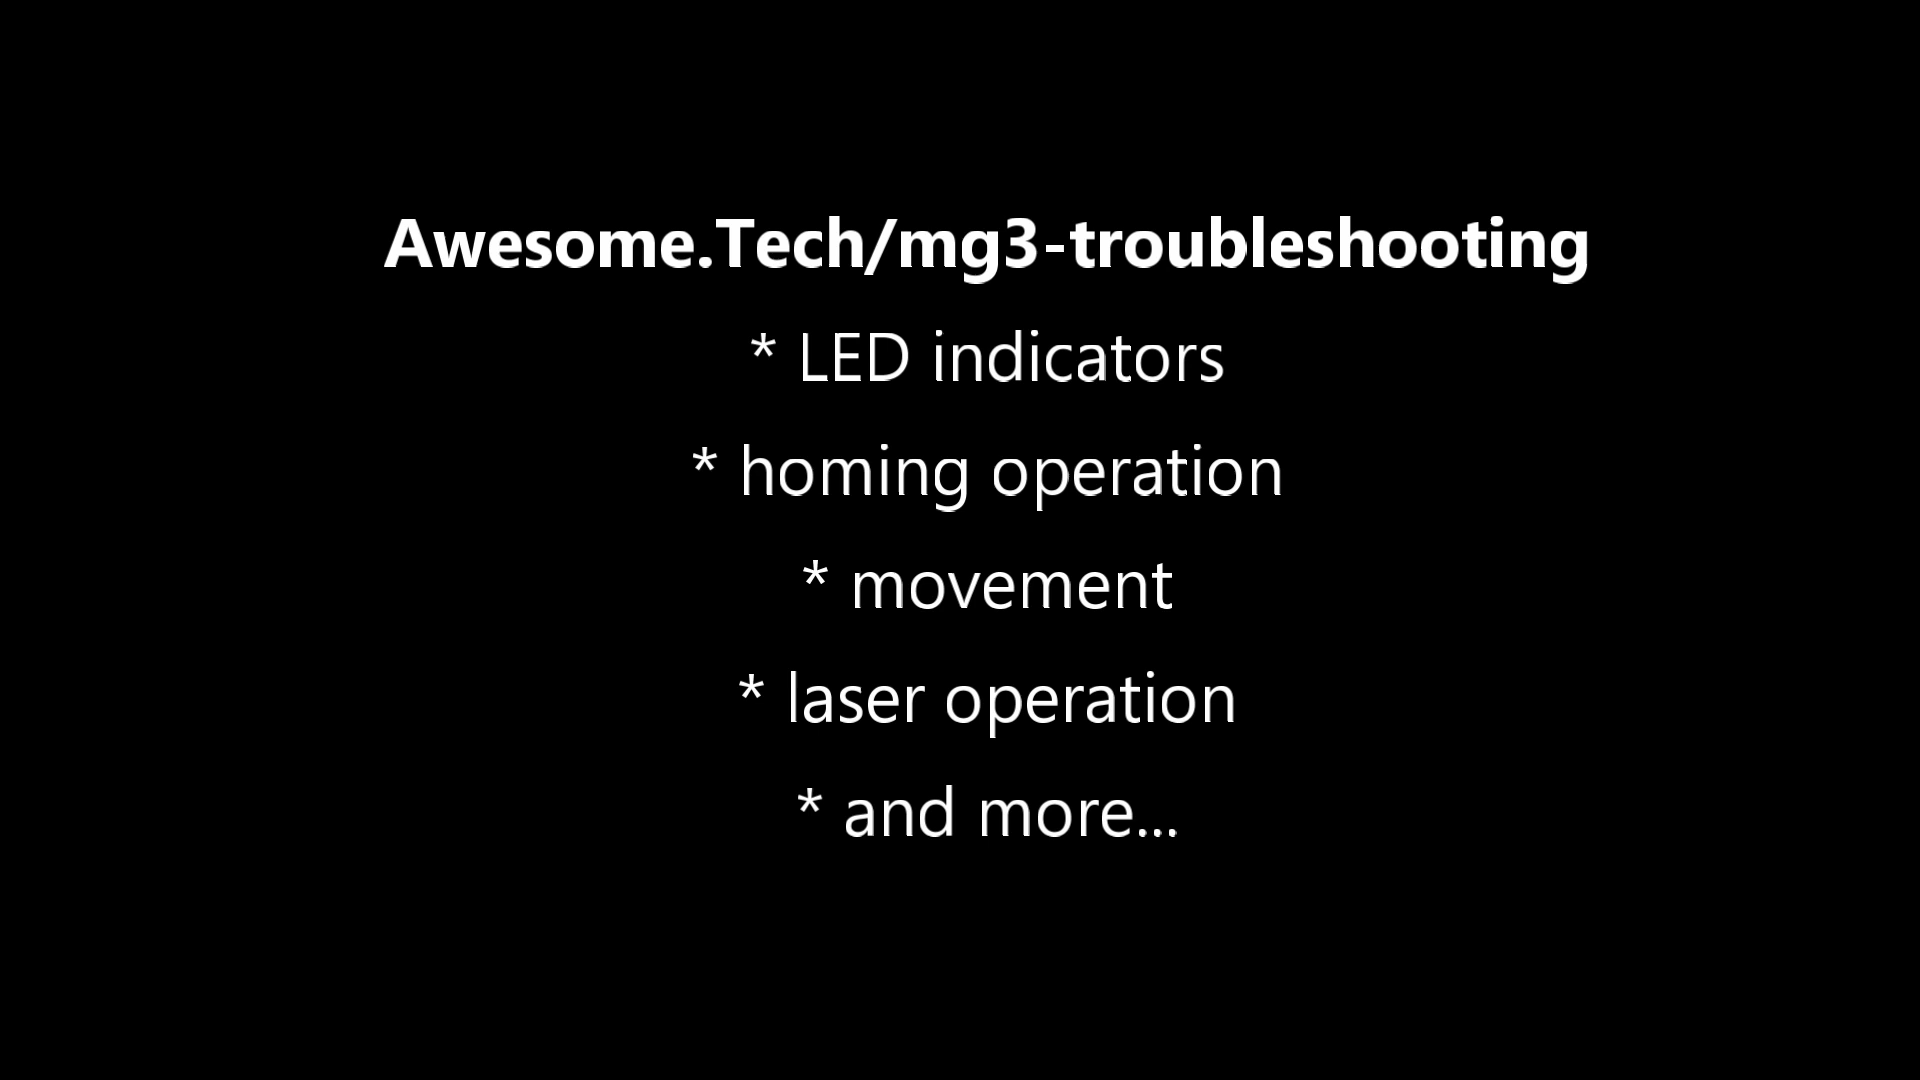 Awesome.Tech/mg3-troubleshooting
* LED indicators
* homing operation
* movement
* laser operation
* and more...